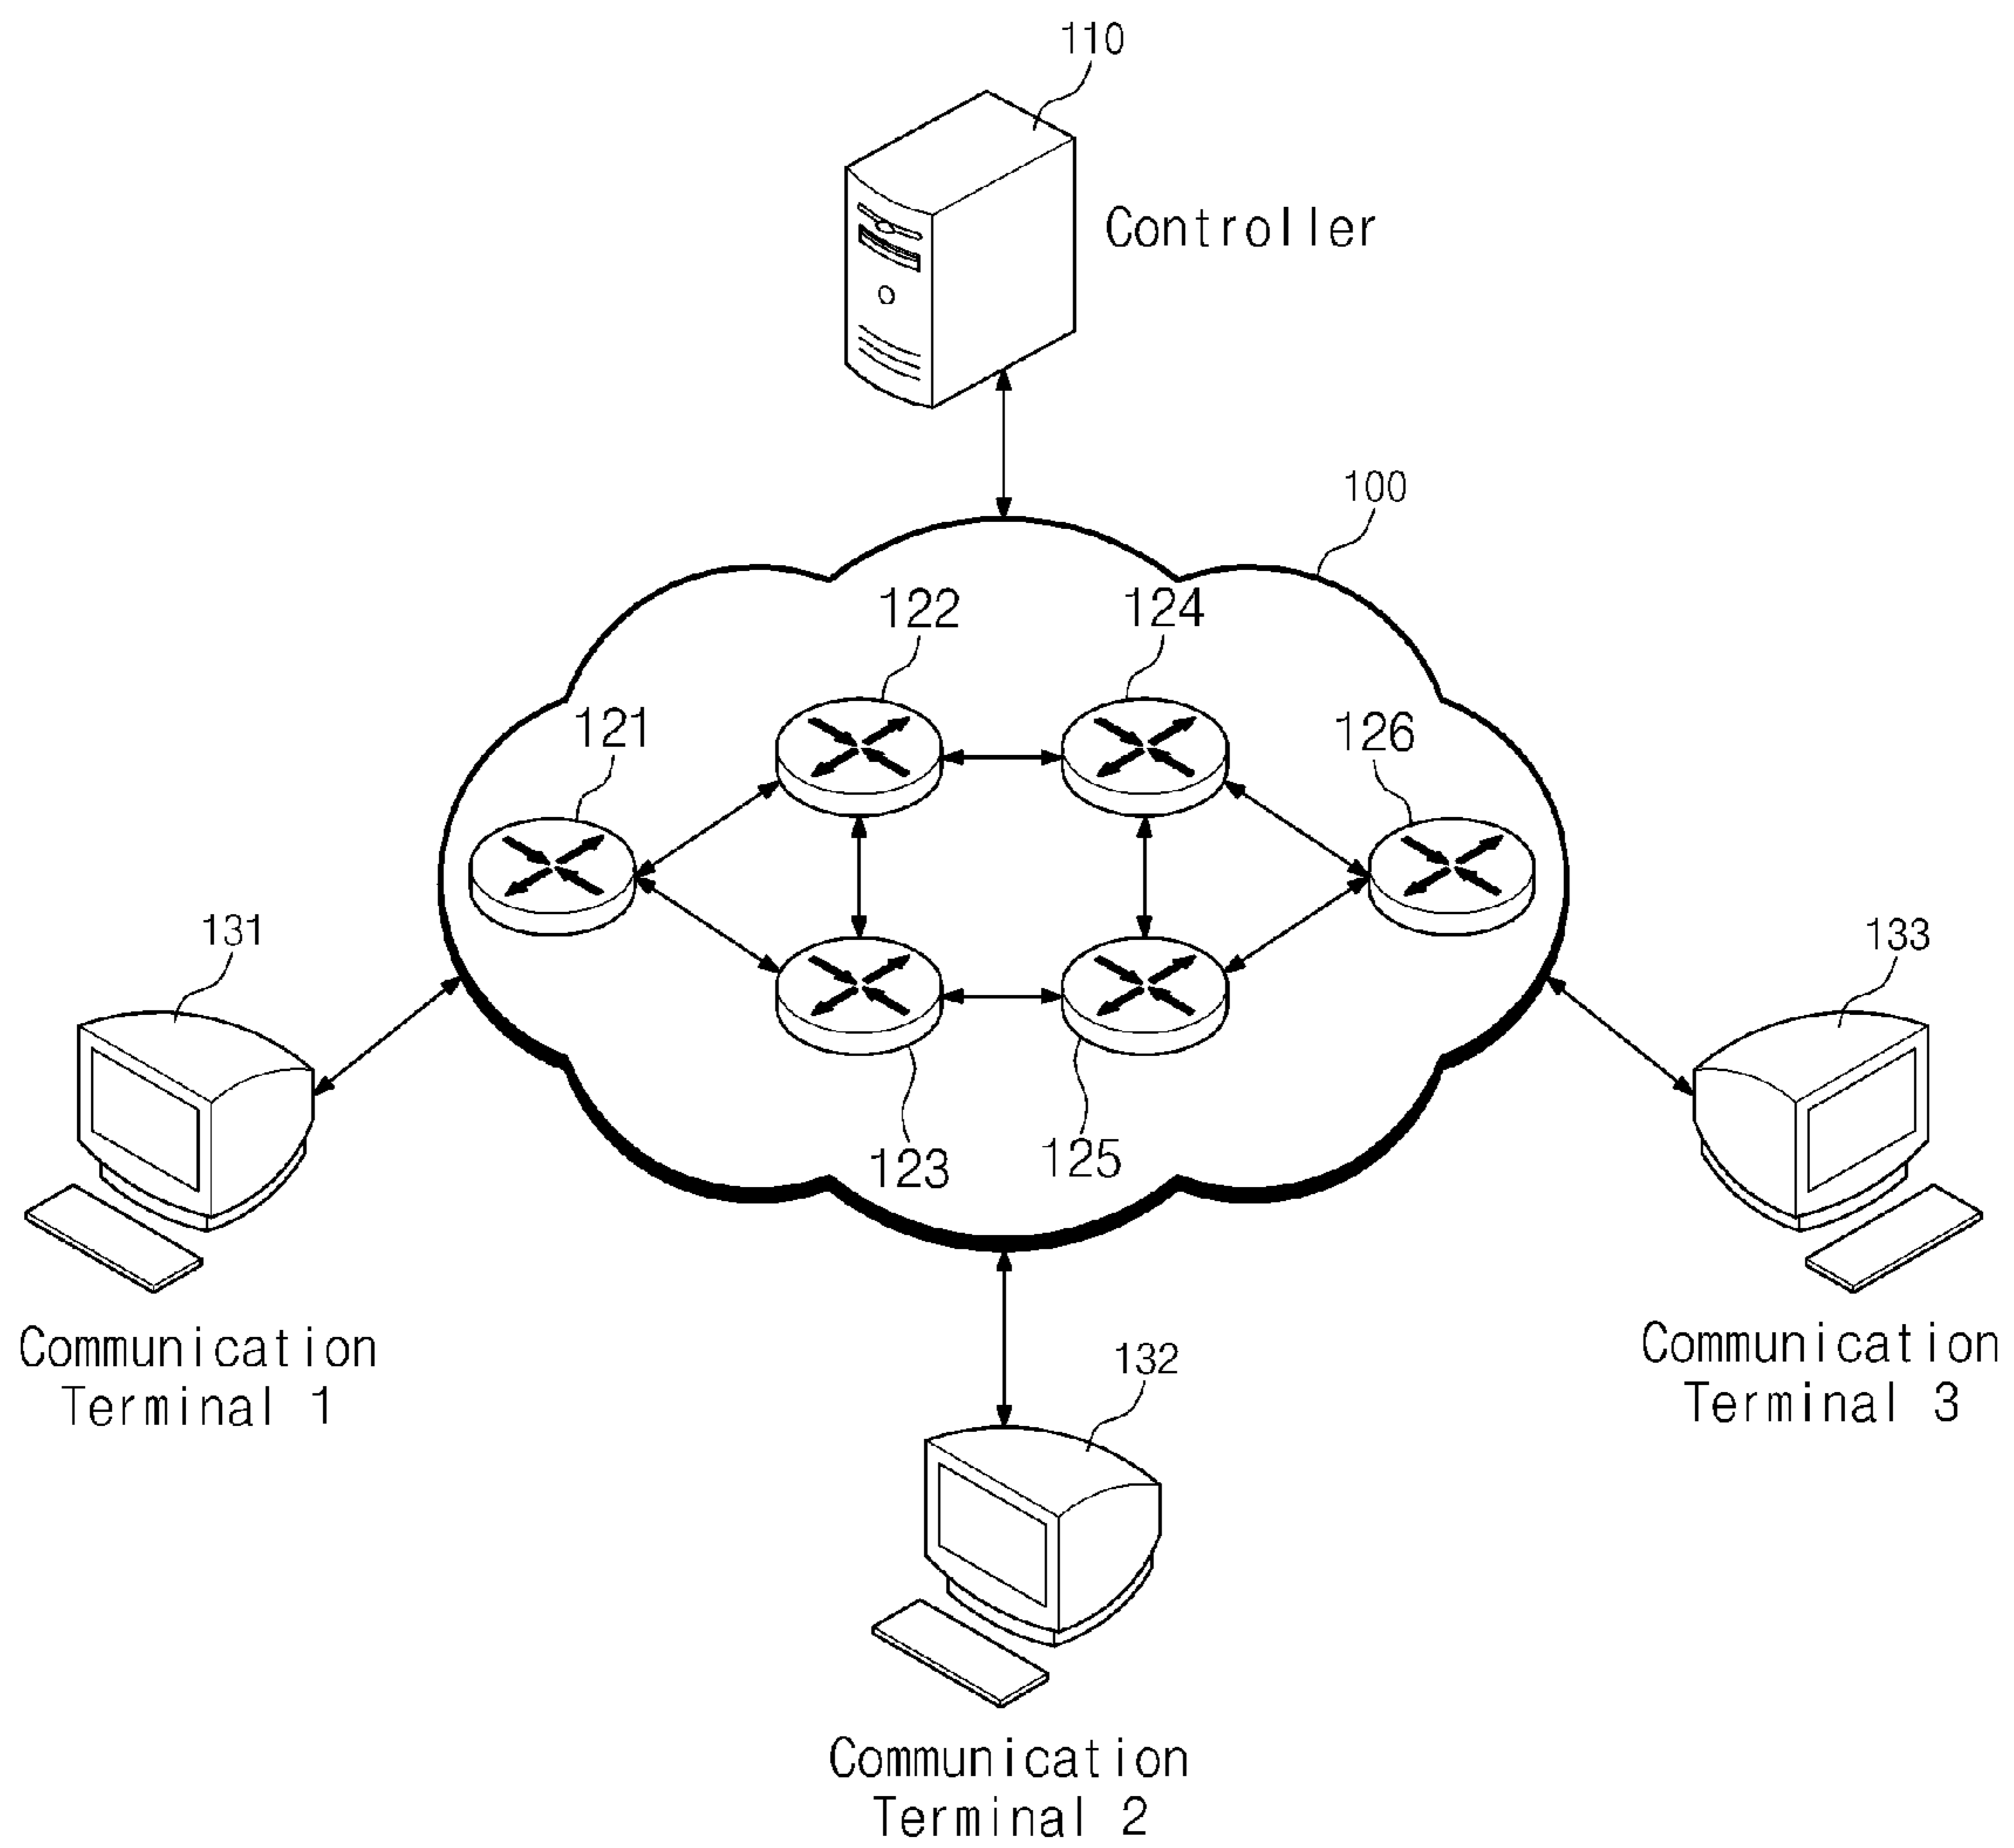 110
Controller
100
122
124
121
126
131
133
123
125
Communication
Terminal 1
132
Communication
Terminal 3
Communication
Terminal 2